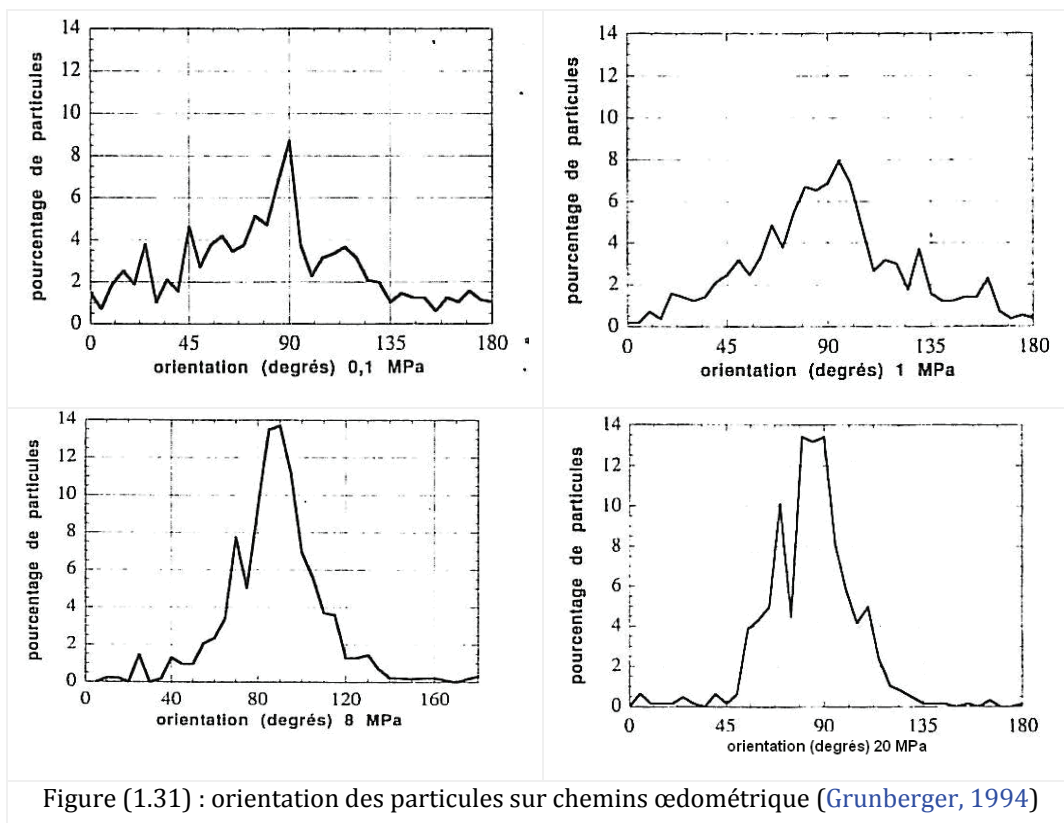 14
12
10
8
6
4
2
0
pourcentage de particules
0 45 90 135 180
orientation (degrés) 0,1 MPa
14
12
10
8
6
4
2
0
pourcentage de particules
0 45 90 135 180
orientation (degrés) 1 MPa
14
12
10
8
6
4
2
0
pourcentage de particules
40 80 120 160
orientation (degrés) 8 MPa
14
12
10
8
6
4
2
0
pourcentage de particules
0 45 90 135 180
orientation (degrés) 20 MPa
Figure (1.31) : orientation des particules sur chemins œdométrique (Grunberger, 1994)